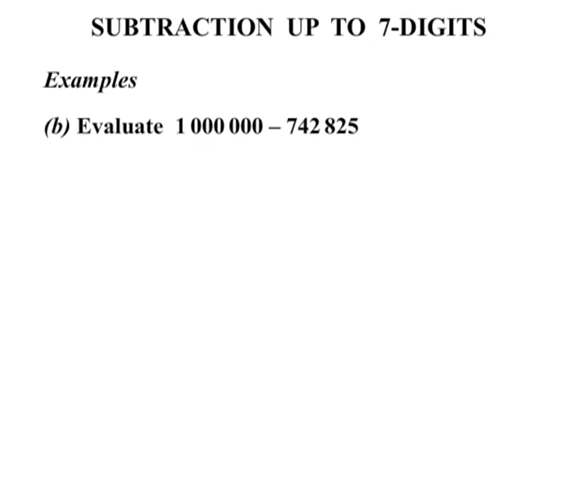 SUBTRACTION UP TO 7-DIGITS
Examples
(b) Evaluate 1 000 000 – 742 825